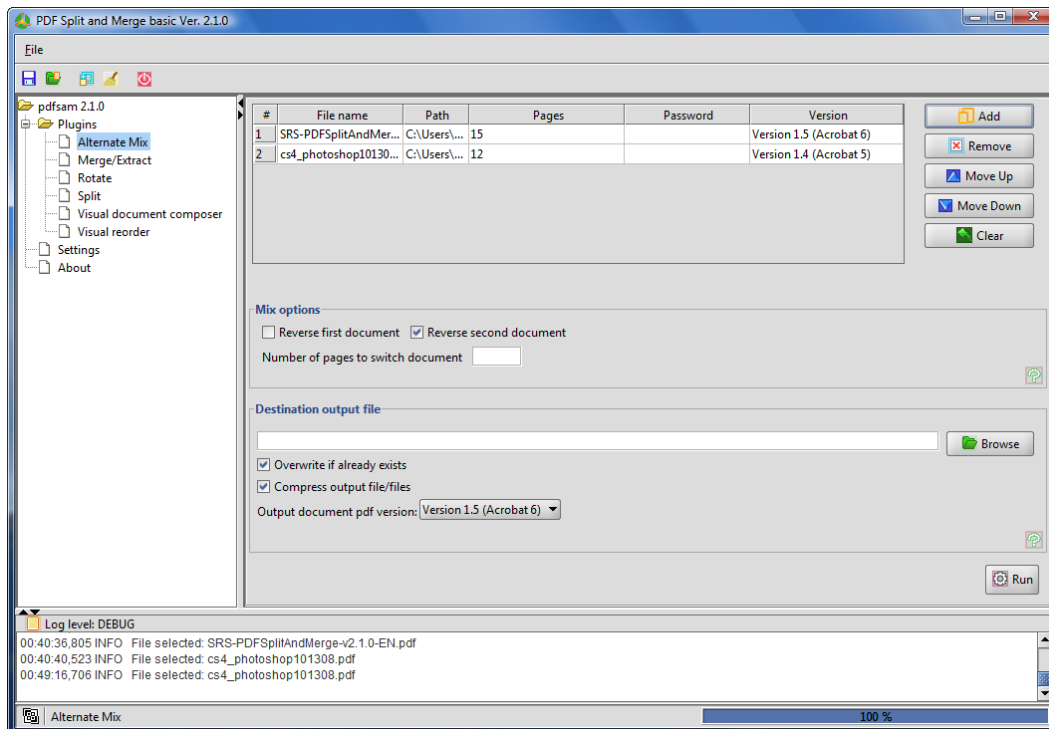 PDF Split and Merge basic Ver. 2.1.0
File
pdfsam 2.1.0
Plugins
Alternate Mix
Merge/Extract
Rotate
Split
Visual document composer
Visual reorder
Settings
About
# File name Path Pages Password Version
1 SRS-PDFSplitAndMer... C:\Users\... 15 Version 1.5 (Acrobat 6)
2 cs4_photoshop10130... C:\Users\... 12 Version 1.4 (Acrobat 5)
Add
Remove
Move Up
Move Down
Clear
Mix options
Reverse first document Reverse second document
Number of pages to switch document
Destination output file
Browse
Overwrite if already exists
Compress output file/files
Output document pdf version: Version 1.5 (Acrobat 6)
Run
Log level: DEBUG
00:40:36,805 INFO File selected: SRS-PDFSplitAndMerge-v2.1.0-EN.pdf
00:40:40,523 INFO File selected: cs4_photoshop101308.pdf
00:49:16,706 INFO File selected: cs4_photoshop101308.pdf
Alternate Mix 100 %